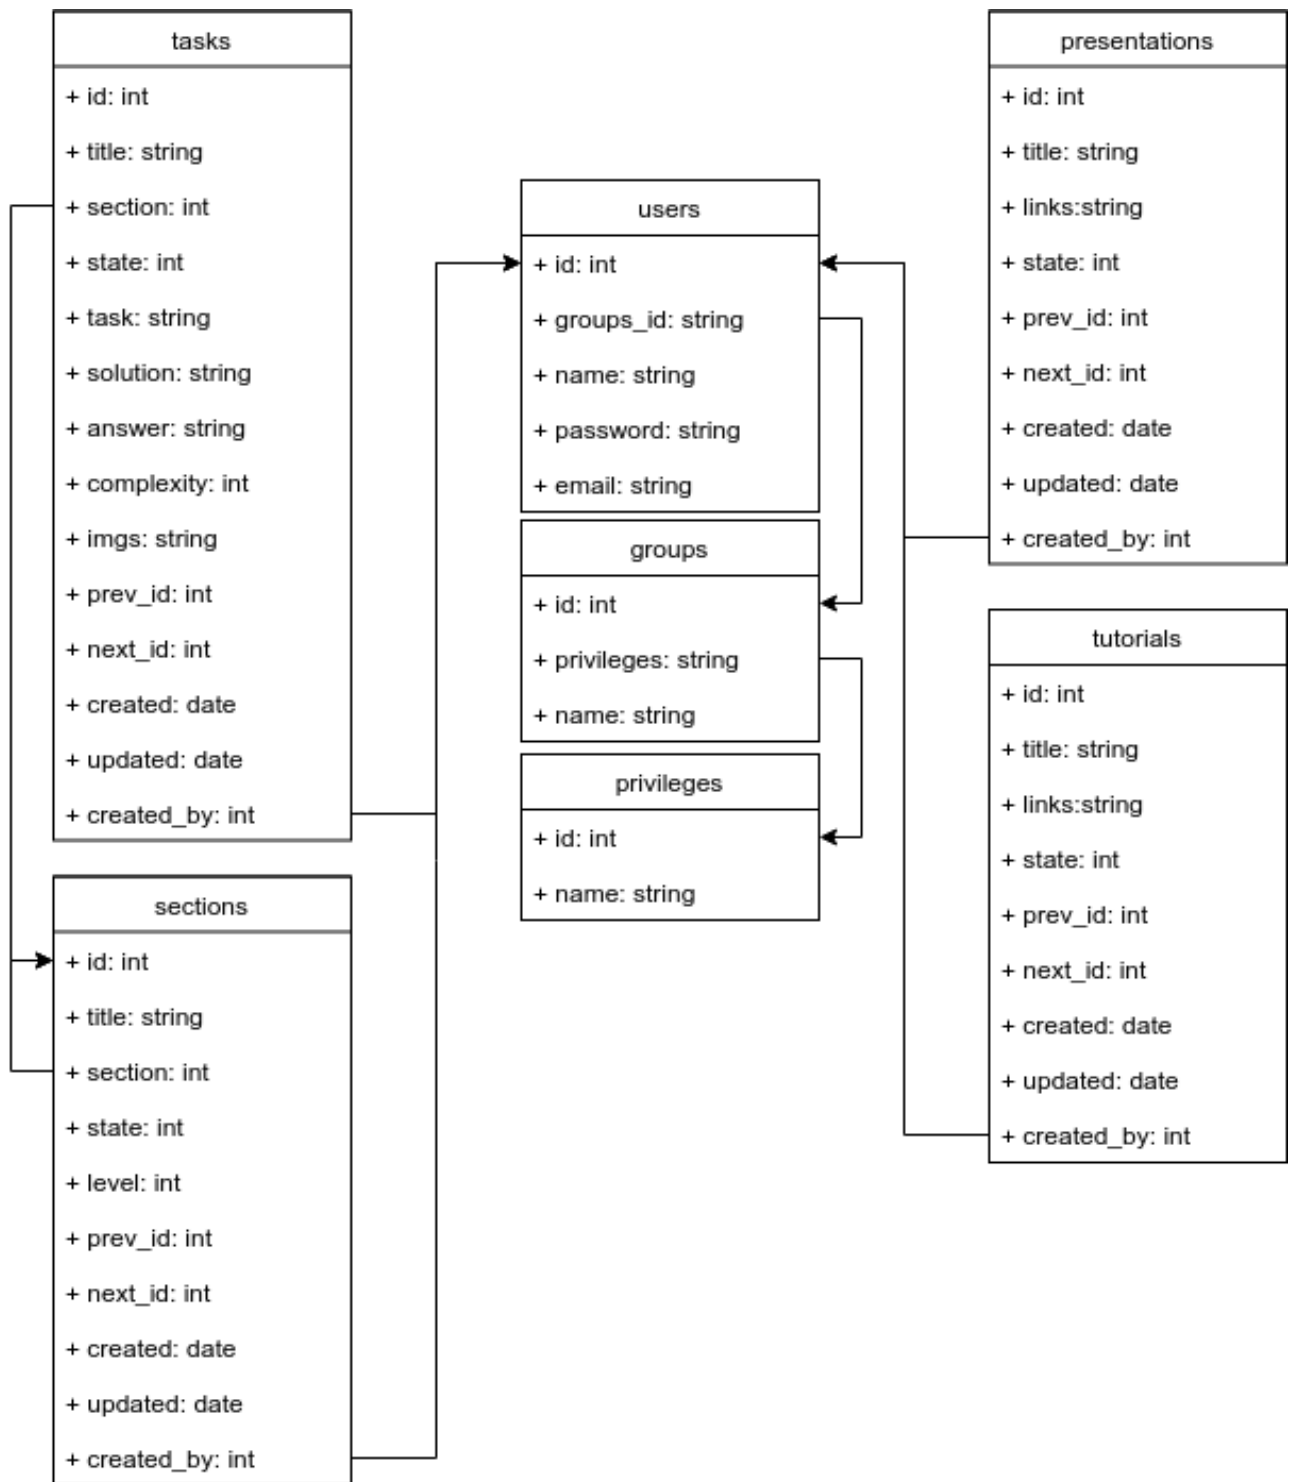 tasks
+ id: int
+ title: string
+ section: int
+ state: int
+ task: string
+ solution: string
+ answer: string
+ complexity: int
+ imgs: string
+ prev_id: int
+ next_id: int
+ created: date
+ updated: date
+ created_by: int
sections
+ id: int
+ title: string
+ section: int
+ state: int
+ level: int
+ prev_id: int
+ next_id: int
+ created: date
+ updated: date
+ created_by: int
users
+ id: int
+ groups_id: string
+ name: string
+ password: string
+ email: string
groups
+ id: int
+ privileges: string
+ name: string
privileges
+ id: int
+ name: string
presentations
+ id: int
+ title: string
+ links:string
+ state: int
+ prev_id: int
+ next_id: int
+ created: date
+ updated: date
+ created_by: int
tutorials
+ id: int
+ title: string
+ links:string
+ state: int
+ prev_id: int
+ next_id: int
+ created: date
+ updated: date
+ created_by: int